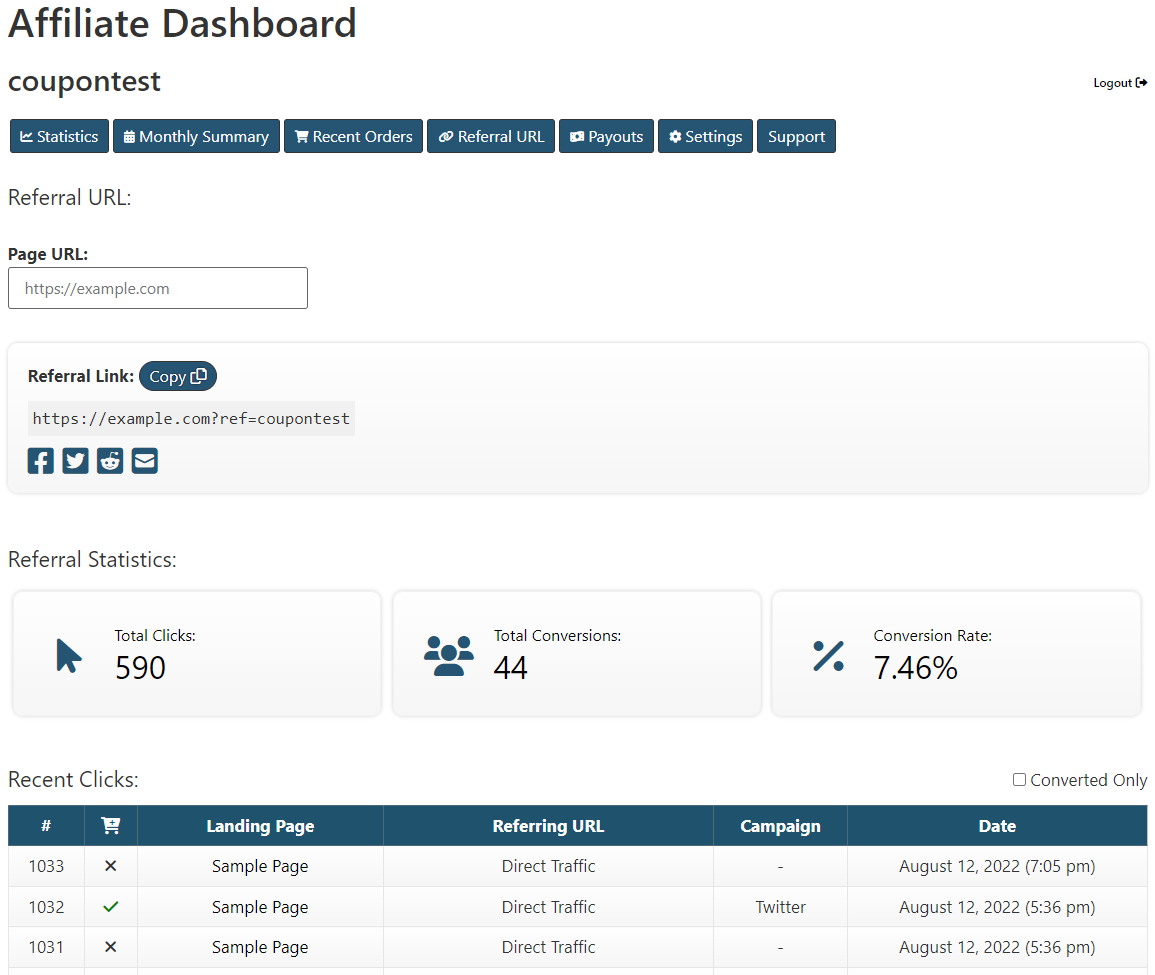 Affiliate Dashboard
coupontest
Logout
Statistics Monthly Summary Recent Orders Referral URL Payouts Settings Support
Referral URL:
Page URL:
https://example.com
Referral Link: Copy
https://example.com?ref=coupontest
Referral Statistics:
Total Clicks: Total Conversions: Conversion Rate:
590 44 7.46%
Recent Clicks: Converted Only
# Landing Page Referring URL Campaign Date
1033 Sample Page Direct Traffic - August 12, 2022 (7:05 pm)
1032 Sample Page Direct Traffic Twitter August 12, 2022 (5:36 pm)
1031 Sample Page Direct Traffic - August 12, 2022 (5:36 pm)